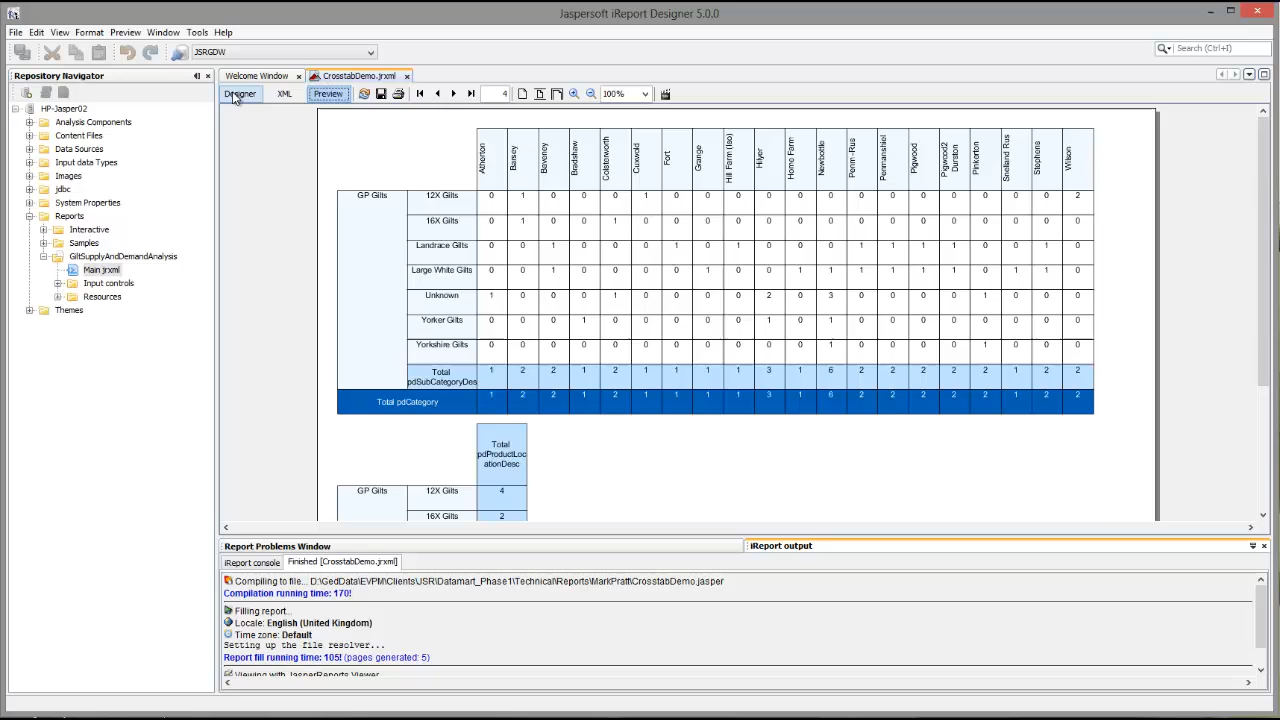 Jaspersoft iReport Designer 5.0.0
File Edit View Format Preview Window Tools Help
JSRGDW
Search (Ctrl+I)
Repository Navigator
Welcome Window
CrosstabDemo.jrxml
Designer XML Preview 4 100%
HP-Jasper02
Analysis Components
Content Files
Data Sources
Input data Types
Images
jdbc
System Properties
Reports
Interactive
Samples
GiltSupplyAndDemandAnalysis
Main jrxml
Input controls
Resources
Themes
Atherton Barsey Beveney Bradshaw Colsterworth Cuxwold Fort Grange Hill Farm (Iso) Hilyer Home Farm Newbottle Penm -Rus Permanshiel Pigwood Pigwood2 Durston Pinkerton Snelland Rus Stephens Wilson
GP Gilts 12X Gilts 0 1 0 0 0 1 0 0 0 0 0 0 0 0 0 0 0 0 0 2
16X Gilts 0 1 0 0 1 0 0 0 0 0 0 0 0 0 0 0 0 0 0 0
Landrace Gilts 0 0 1 0 0 0 1 0 1 0 0 0 1 1 1 1 0 0 1 0
Large White Gilts 0 0 1 0 0 0 0 1 0 1 1 1 1 1 1 1 0 1 1 0
Unknown 1 0 0 0 1 0 0 0 0 2 0 3 0 0 0 0 1 0 0 0
Yorker Gilts 0 0 0 1 0 0 0 0 0 1 0 1 0 0 0 0 0 0 0 0
Yorkshire Gilts 0 0 0 0 0 0 0 0 0 0 0 1 0 0 0 0 1 0 0 0
Total pdSubCategoryDes 1 2 2 1 2 1 1 1 1 3 1 6 2 2 2 2 2 1 2 2
Total pdCategory 1 2 2 1 2 1 1 1 1 3 1 6 2 2 2 2 2 1 2 2
Total
pdProductLoc
ationDesc
GP Gilts 12X Gilts 4
16X Gilts 2
Report Problems Window
iReport output
iReport console
Finished [CrosstabDemo.jrxml]
Compiling to file... D:\GedData\EVPM\Clients\JSR\Datamart_Phase1\Technical\Reports\MarkPratt\CrosstabDemo.jasper
Compilation running time: 170!
Filling report...
Locale: English (United Kingdom)
Time zone: Default
Setting up the file resolver...
Report fill running time: 105! (pages generated: 5)
Viewing with JasperReports Viewer